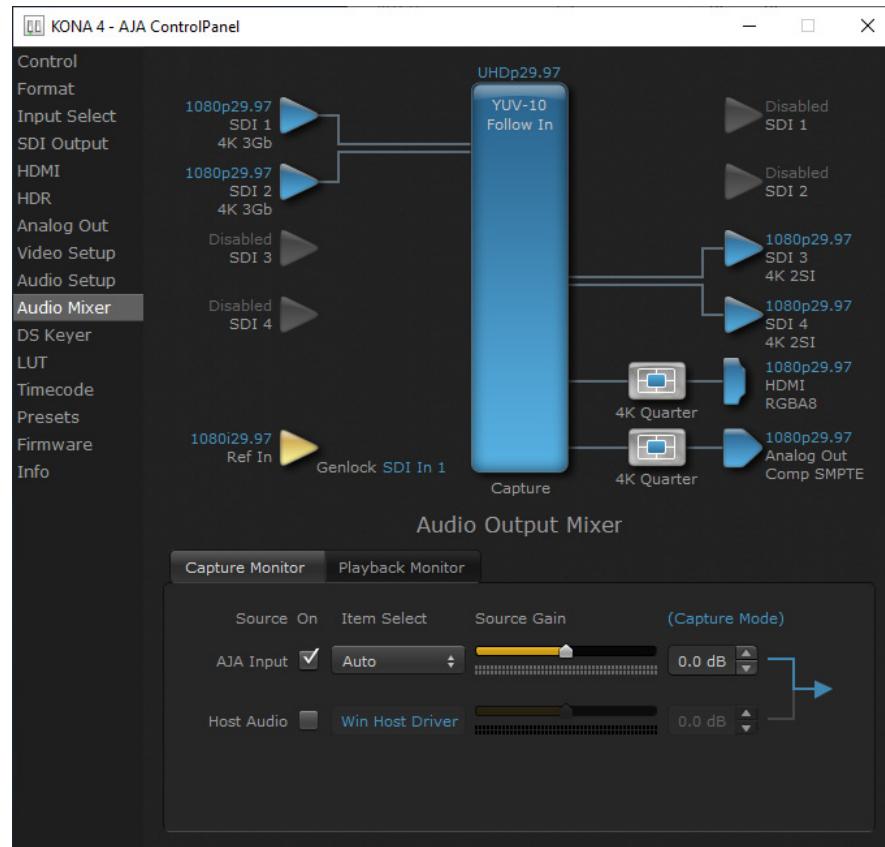 KONA 4 - AJA ControlPanel
Control
Format
Input Select
SDI Output
HDMI
HDR
Analog Out
Video Setup
Audio Setup
Audio Mixer
DS Keyer
LUT
Timecode
Presets
Firmware
Info
UHDp29.97
YUV-10
Follow In
Capture
1080p29.97
SDI 1
4K 3Gb
1080p29.97
SDI 2
4K 3Gb
Disabled
SDI 3
Disabled
SDI 4
1080i29.97
Ref In
Genlock SDI In 1
Disabled
SDI 1
Disabled
SDI 2
1080p29.97
SDI 3
4K 2SI
1080p29.97
SDI 4
4K 2SI
4K Quarter
1080p29.97
HDMI
RGBA8
4K Quarter
1080p29.97
Analog Out
Comp SMPTE
Audio Output Mixer
Capture Monitor Playback Monitor
Source On Item Select Source Gain (Capture Mode)
AJA Input Auto 0.0 dB
Host Audio Win Host Driver 0.0 dB